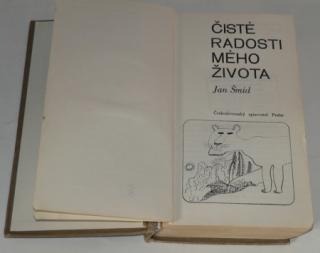 ČISTÉ
RADOSTI
MÉHO
ŽIVOTA
Jan Šmíd
Československý spisovatel Praha